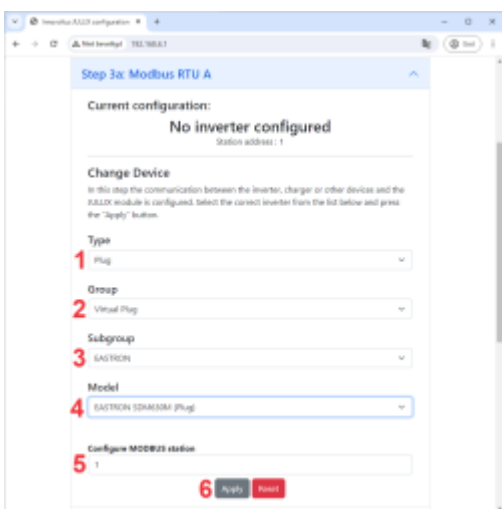 Step 3a: Modbus RTU A
Current configuration:
No inverter configured
Station address : 1
Change Device
In this step the communication between the inverter, charger or other devices and the
module is configured. Select the correct inverter from the list below and press
the "Apply" button.
Type
1 Plug
Group
2 Virtual Plug
Subgroup
3 EASTRON
Model
4 EASTRON SDM630M (Plug)
Configure MODBUS station
5 1
6 Apply Reset